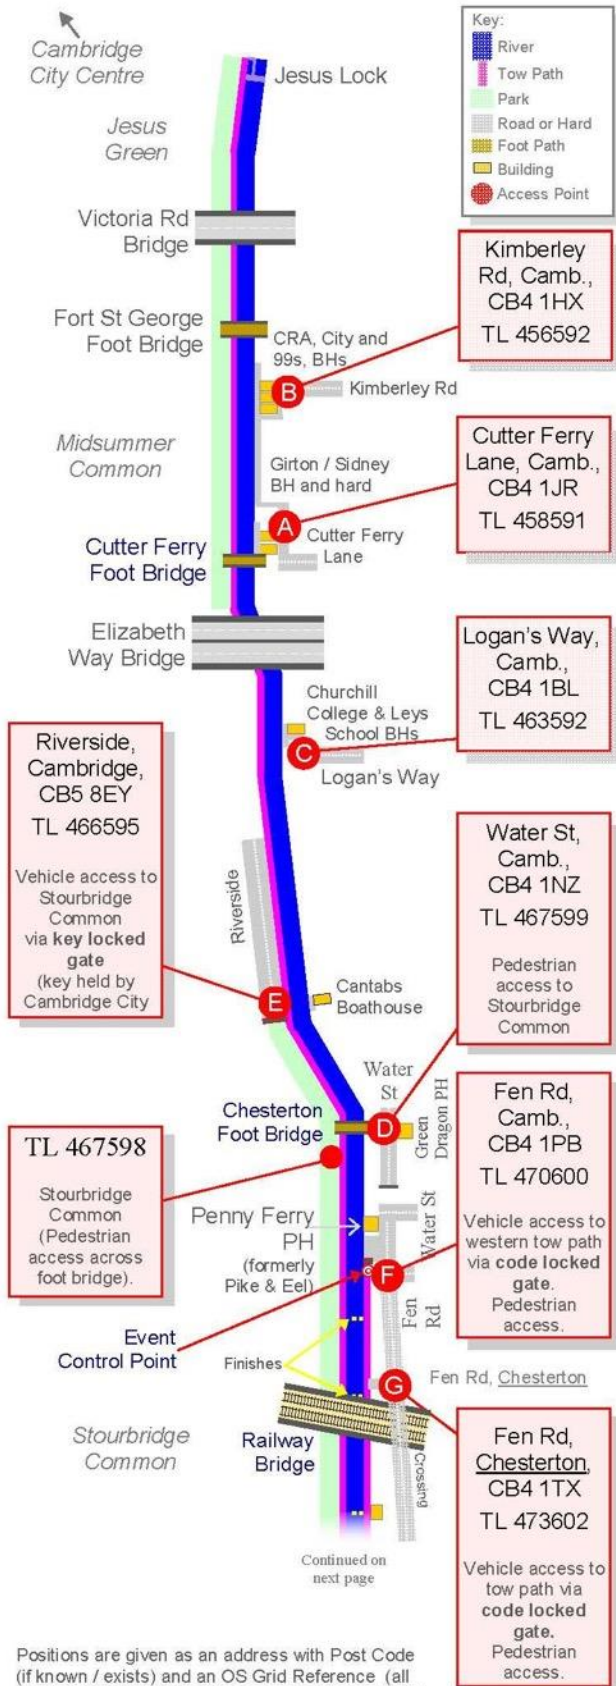 Cambridge
City Centre
Jesus Lock
Jesus
Green
Key:
River
Tow Path
Park
Road or Hard
Foot Path
Building
Access Point
Victoria Rd
Bridge
Kimberley
Rd, Camb.,
CB4 1HX
TL 456592
Fort St George
Foot Bridge
CRA, City and
99s, BHs
B
Kimberley Rd
Midsummer
Common
Girton / Sidney
BH and hard
A
Cutter Ferry
Lane
Cutter Ferry
Lane, Camb.,
CB4 1JR
TL 458591
Cutter Ferry
Foot Bridge
Elizabeth
Way Bridge
Churchill
College & Leys
School BHs
C
Logan's Way
Logan's Way,
Camb.,
CB4 1BL
TL 463592
Riverside,
Cambridge,
CB5 8EY
TL 466595
Vehicle access to
Stourbridge
Common
via key locked
gate
(key held by
Cambridge City
Riverside
E
Cantabs
Boathouse
Water St,
Camb.,
CB4 1NZ
TL 467599
Pedestrian
access to
Stourbridge
Common
Water
St
Chesterton
Foot Bridge
D
Green
Dragon PH
TL 467598
Stourbridge
Common
(Pedestrian
access across
foot bridge).
Penny Ferry
PH
(formerly
Pike & Eel)
Water St
F
Fen
Rd
Fen Rd,
Camb.,
CB4 1PB
TL 470600
Vehicle access to
western tow path
via code locked
gate.
Pedestrian
access.
Event
Control Point
Finishes
G
Fen Rd, Chesterton
Stourbridge
Common
Railway
Bridge
Crossing
Fen Rd,
Chesterton,
CB4 1TX
TL 473602
Vehicle access to
tow path via
code locked
gate.
Pedestrian
access.
Continued on
next page
Positions are given as an address with Post Code
(if known / exists) and an OS Grid Reference (all